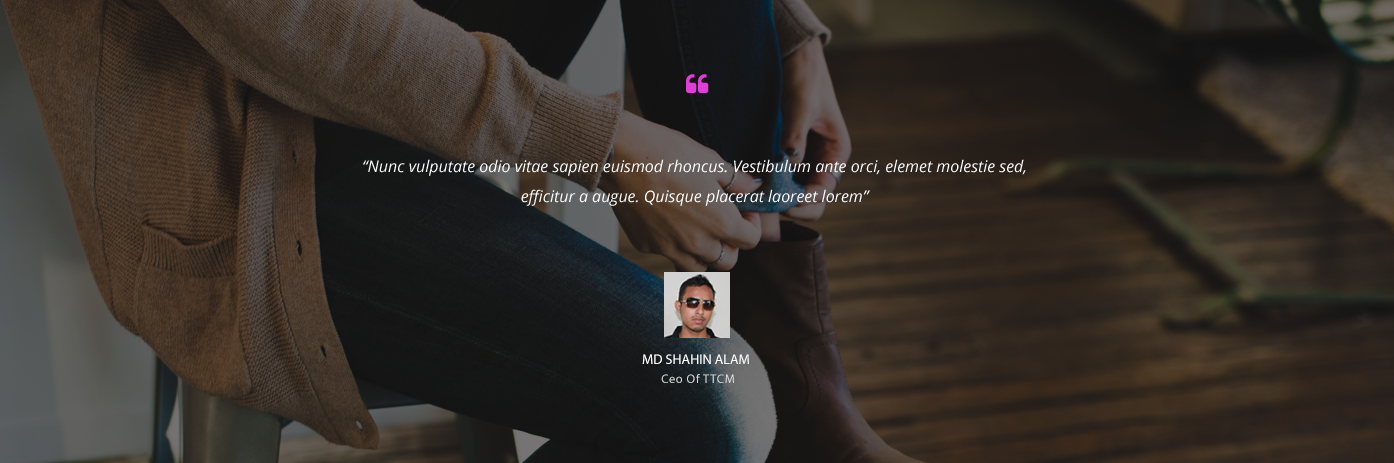 “Nunc vulputate odio vitae sapien euismod rhoncus. Vestibulum ante orci, elemet molestie sed,
efficitur a augue. Quisque placerat laoreet lorem”
MD SHAHIN ALAM
Ceo Of TTCM